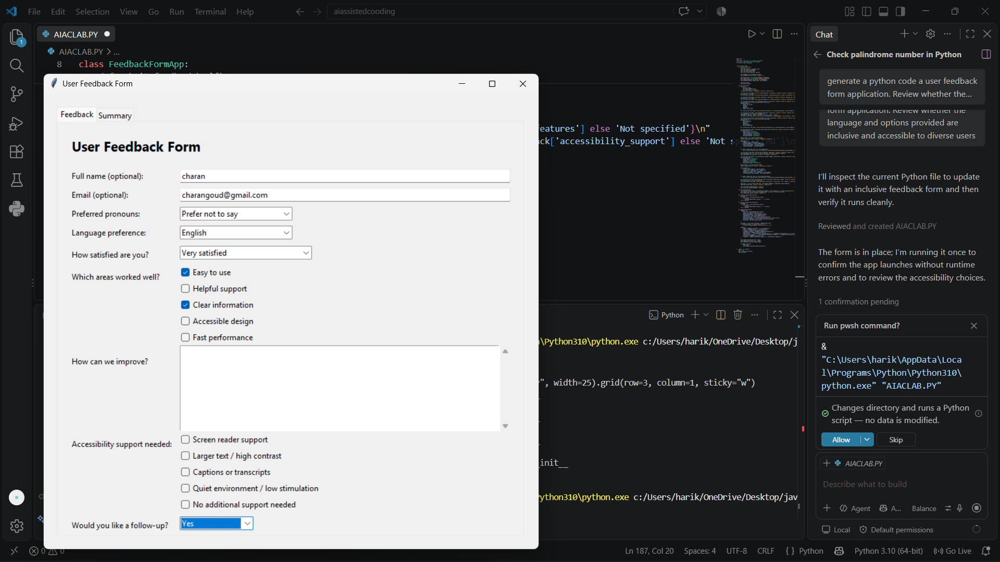 File Edit Selection View Go Run Terminal Help
aiassistedcooding
1
AIACLAB.PY
AIACLAB.PY > ...
8 class FeedbackFormApp:
User Feedback Form
Feedback
Summary
User Feedback Form
Full name (optional):
charan
Email (optional):
charangoud@gmail.com
Preferred pronouns:
Prefer not to say
Language preference:
English
How satisfied are you?
Very satisfied
Which areas worked well?
Easy to use
Helpful support
Clear information
Accessible design
Fast performance
How can we improve?
Accessibility support needed:
Screen reader support
Larger text / high contrast
Captions or transcripts
Quiet environment / low stimulation
No additional support needed
Would you like a follow-up?
Yes
features'] else 'Not specified'}\n"
ck['accessibility_support'] else 'Not specified'}\n
Python
\Python310\python.exe c:/Users/harik/OneDrive/Desktop/j
", width=25).grid(row=3, column=1, sticky="w")
_init__
ython310\python.exe c:/Users/harik/OneDrive/Desktop/jav
Chat
Check palindrome number in Python
generate a python code a user feedback
form application. Review whether the...
form application. Review whether the
language and options provided are
inclusive and accessible to diverse users
I'll inspect the current Python file to update
it with an inclusive feedback form and then
verify it runs cleanly.
Reviewed and created AIACLAB.PY
The form is in place; I'm running it once to
confirm the app launches without runtime
errors and to review the accessibility choices.
1 confirmation pending
Run pwsh command?
&
"C:\Users\harik\AppData\Loca
l\Programs\Python\Python310\
python.exe" "AIACLAB.PY"
Changes directory and runs a Python
script — no data is modified.
Allow
Skip
AIACLAB.PY
Describe what to build
Agent
A...
Balance
Local
Default permissions
0
0
Ln 187, Col 20
Spaces: 4
UTF-8
CRLF
{ } Python
Python 3.10 (64-bit)
Go Live